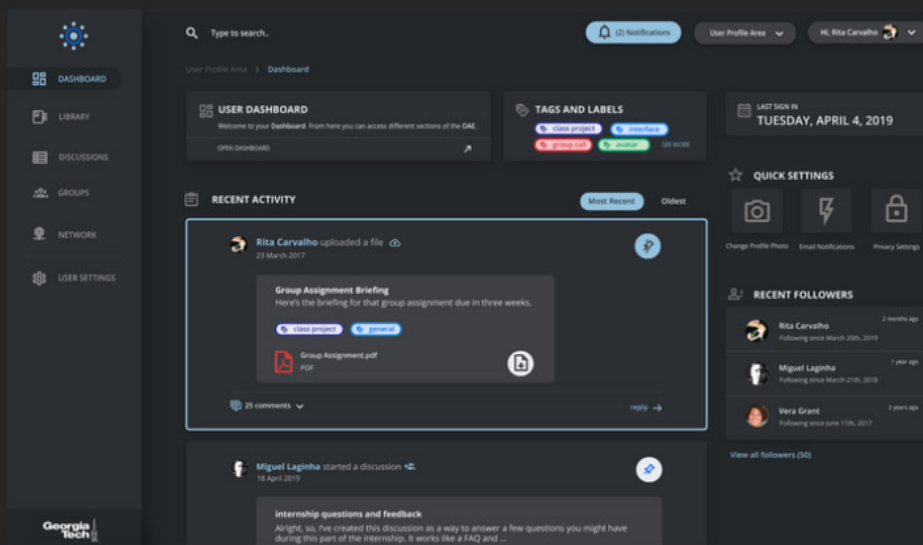 Type to search..
(2) Notifications
User Profile Area
Hi, Rita Carvalho
User Profile Area > Dashboard
DASHBOARD
LIBRARY
DISCUSSIONS
GROUPS
NETWORK
USER SETTINGS
Georgia
Tech
USER DASHBOARD
Welcome to your Dashboard. From here you can access different sections of the OAE.
OPEN DASHBOARD
TAGS AND LABELS
class project
interface
group call
avatar
SEE MORE
LAST SIGN IN
TUESDAY, APRIL 4, 2019
RECENT ACTIVITY
Most Recent
Oldest
Rita Carvalho uploaded a file
23 March 2017
Group Assignment Briefing
Here's the briefing for that group assignment due in three weeks.
class project
general
Group Assignment.pdf
PDF
25 comments
reply
Miguel Laginha started a discussion
18 April 2019
Internship questions and feedback
Alright, so, I've created this discussion as a way to answer a few questions you might have
during this part of the internship. It works like a FAQ and ...
QUICK SETTINGS
Change Profile Photo
Email Notifications
Privacy Settings
RECENT FOLLOWERS
2 months ago
Rita Carvalho
Following since March 20th, 2019
1 year ago
Miguel Laginha
Following since March 21th, 2018
2 years ago
Vera Grant
Following since June 11th, 2017
View all followers (50)